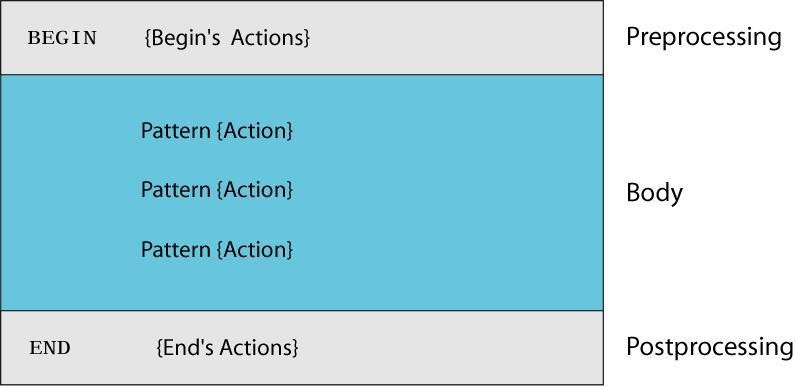 BEGIN {Begin's Actions} Preprocessing
Pattern {Action}
Pattern {Action} Body
Pattern {Action}
END {End's Actions} Postprocessing